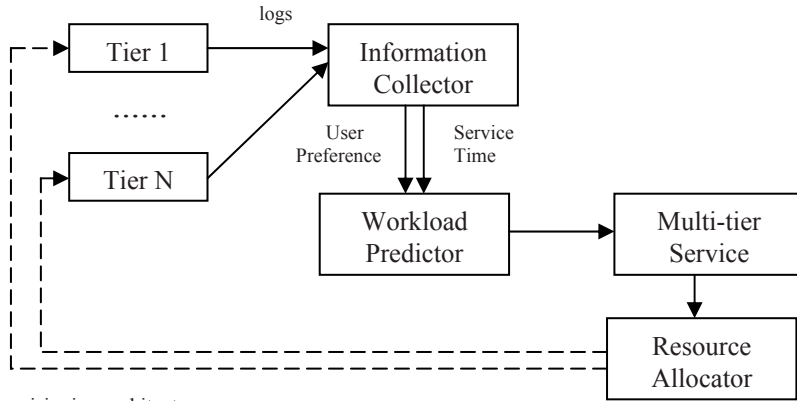 logs
Tier 1
Information
Collector
......
User
Preference
Service
Time
Tier N
Workload
Predictor
Multi-tier
Service
Resource
Allocator